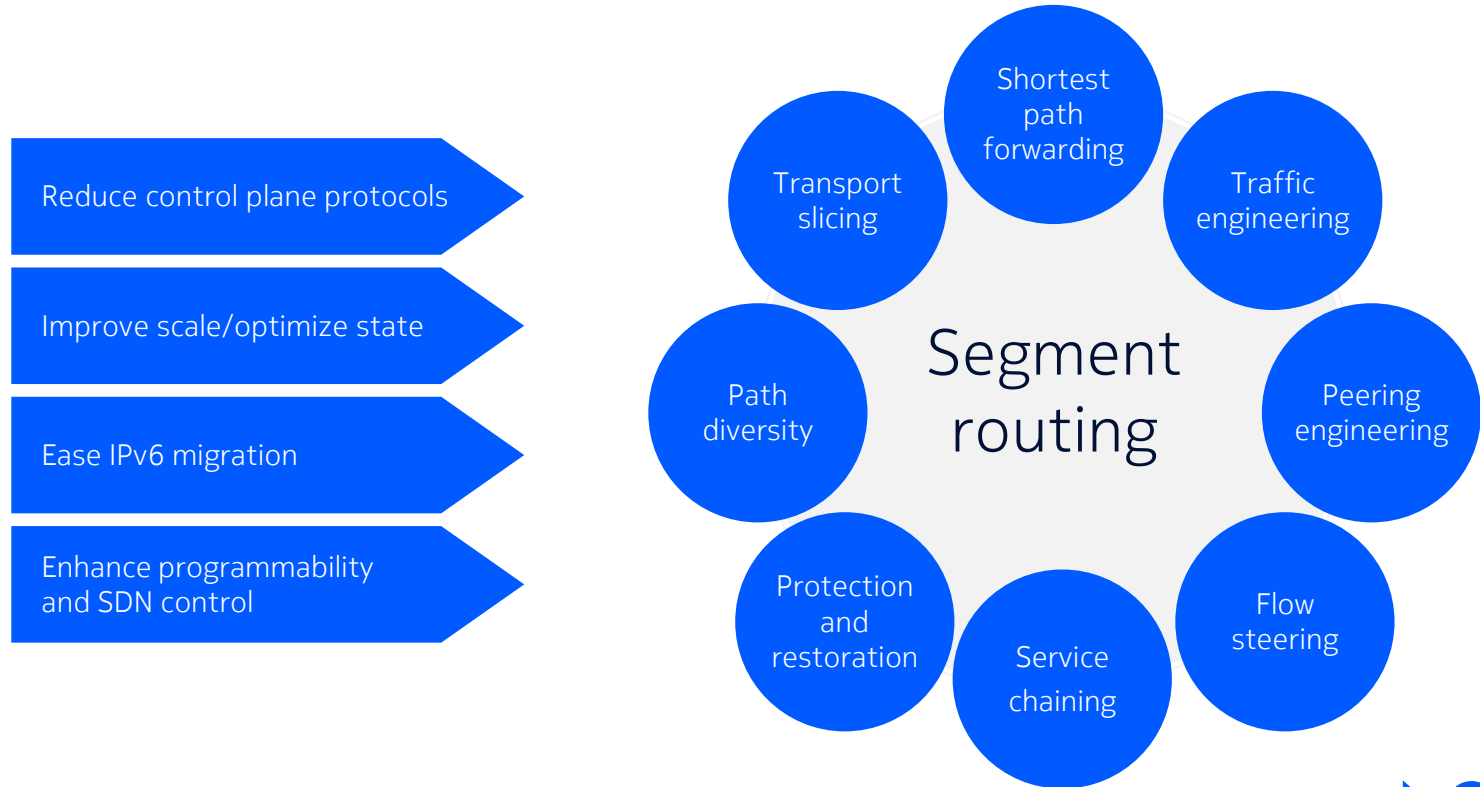 Reduce control plane protocols
Improve scale/optimize state
Ease IPv6 migration
Enhance programmability
and SDN control
Shortest
path
forwarding
Traffic
engineering
Peering
engineering
Flow
steering
Service
chaining
Protection
and
restoration
Path
diversity
Transport
slicing
Segment
routing